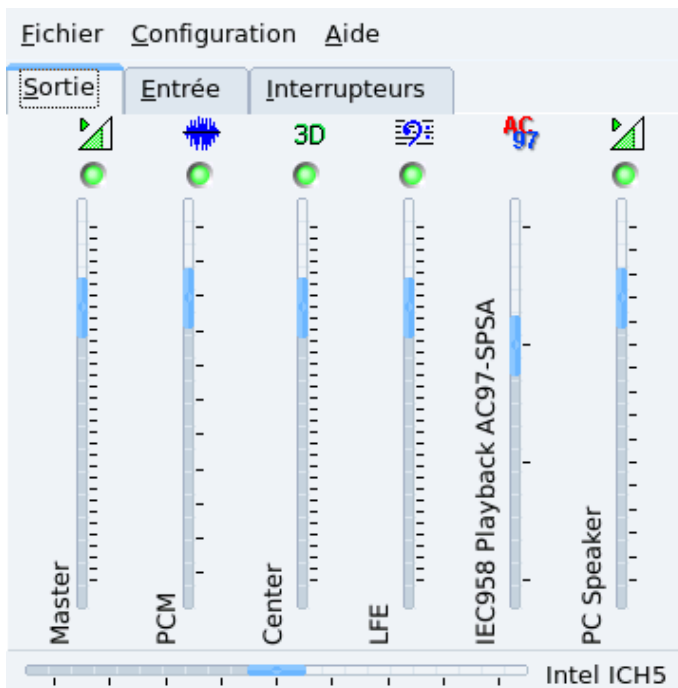 Fichier Configuration Aide
Sortie Entrée Interrupteurs
3D AC 97
Master
PCM
Center
LFE
IEC958 Playback AC97-SPSA
PC Speaker
Intel ICH5